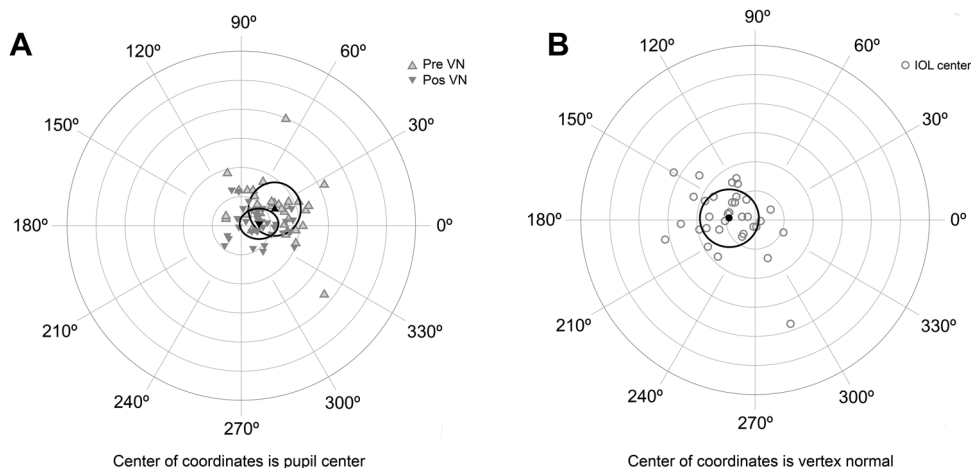 A
90º
60º
30º
0º
330º
300º
270º
240º
210º
180º
150º
120º
Pre VN
Pos VN
Center of coordinates is pupil center
B
90º
60º
30º
0º
330º
300º
270º
240º
210º
180º
150º
120º
IOL center
Center of coordinates is vertex normal